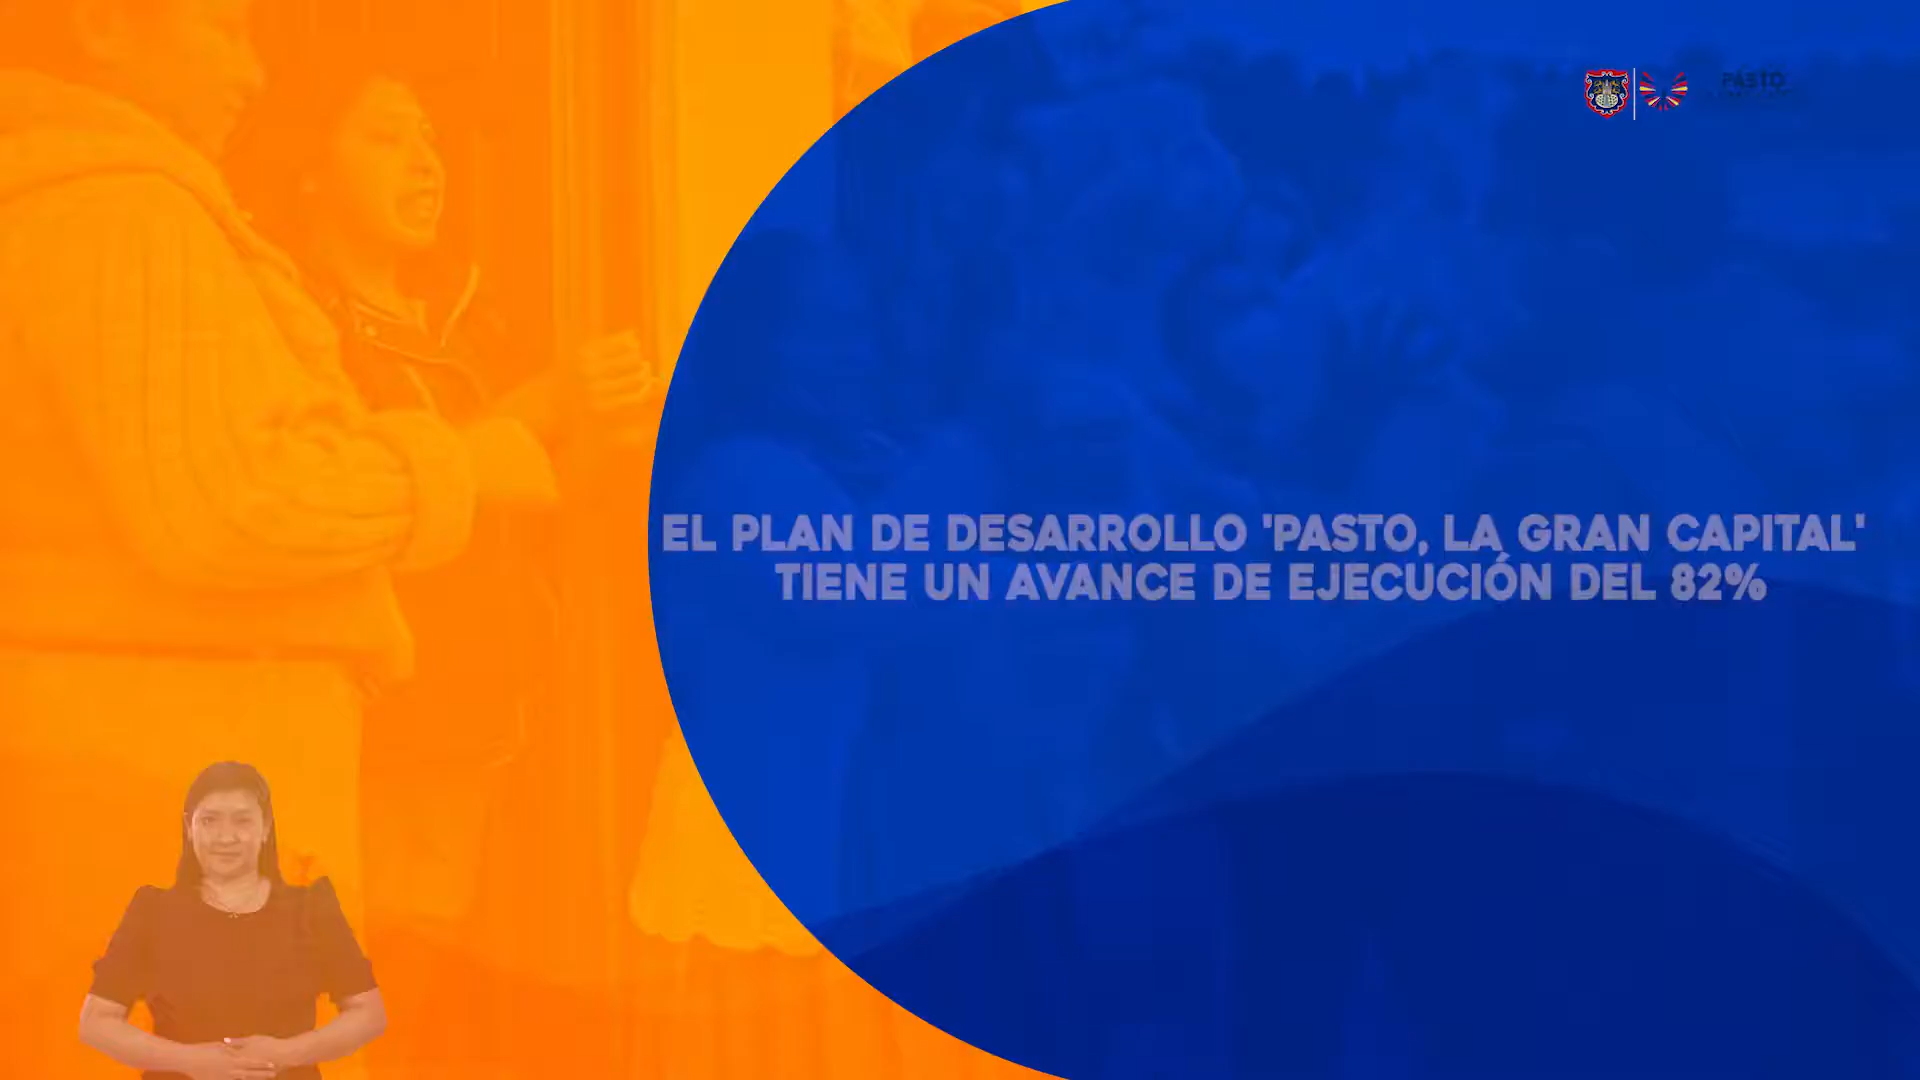 PASTO
EL PLAN DE DESARROLLO 'PASTO, LA GRAN CAPITAL'
TIENE UN AVANCE DE EJECUCIÓN DEL 82%